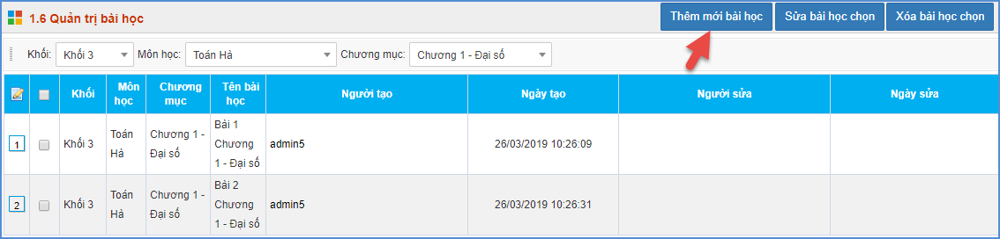 1.6 Quản trị bài học
Thêm mới bài học
Sửa bài học chọn
Xóa bài học chọn
Khối: Khối 3 Môn học: Toán Hà Chương mục: Chương 1 - Đại số
Khối
Môn
học
Chương
mục
Tên bài
học
Người tạo
Ngày tạo
Người sửa
Ngày sửa
1
Khối 3
Toán
Hà
Chương 1 -
Đại số
Bài 1
Chương
1 - Đại số
admin5
26/03/2019 10:26:09
2
Khối 3
Toán
Hà
Chương 1 -
Đại số
Bài 2
Chương
1 - Đại số
admin5
26/03/2019 10:26:31